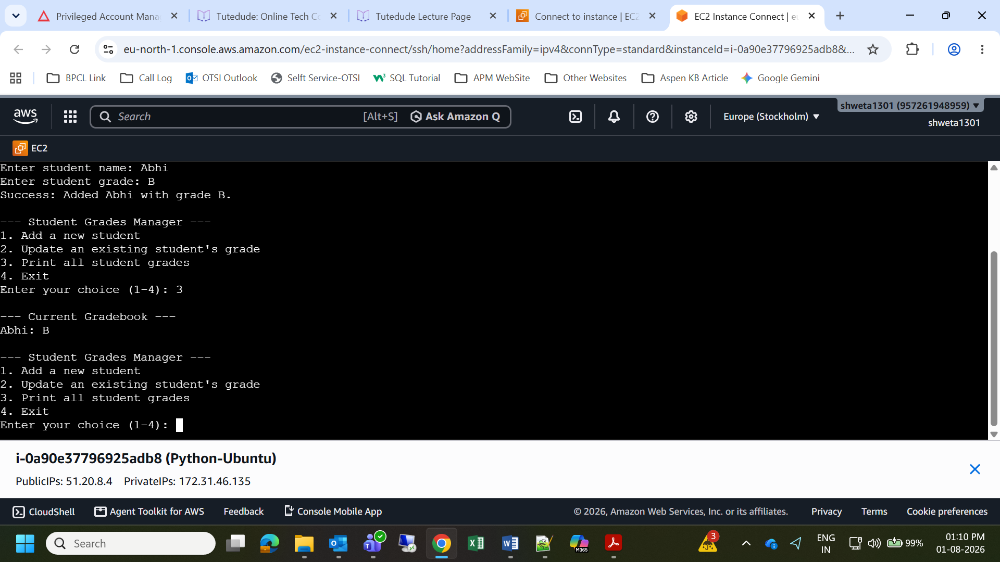 Privileged Account Mana
Tutedude: Online Tech Co
Tutedude Lecture Page
Connect to instance | EC2
EC2 Instance Connect | eu
eu-north-1.console.aws.amazon.com/ec2-instance-connect/ssh/home?addressFamily=ipv4&connType=standard&instanceId=i-0a90e37796925adb8&...
BPCL Link
Call Log
OTSI Outlook
Selft Service-OTSI
SQL Tutorial
APM WebSite
Other Websites
Aspen KB Article
Google Gemini
aws
Search
[Alt+S]
Ask Amazon Q
Europe (Stockholm)
shweta1301 (957261948959)
shweta1301
EC2
Enter student name: Abhi
Enter student grade: B
Success: Added Abhi with grade B.
--- Student Grades Manager ---
1. Add a new student
2. Update an existing student's grade
3. Print all student grades
4. Exit
Enter your choice (1-4): 3
--- Current Gradebook ---
Abhi: B
--- Student Grades Manager ---
1. Add a new student
2. Update an existing student's grade
3. Print all student grades
4. Exit
Enter your choice (1-4):
i-0a90e37796925adb8 (Python-Ubuntu)
PublicIPs: 51.20.8.4 PrivateIPs: 172.31.46.135
CloudShell
Agent Toolkit for AWS
Feedback
Console Mobile App
© 2026, Amazon Web Services, Inc. or its affiliates.
Privacy
Terms
Cookie preferences
Search
M365
3
ENG
IN
99%
01:10 PM
01-08-2026